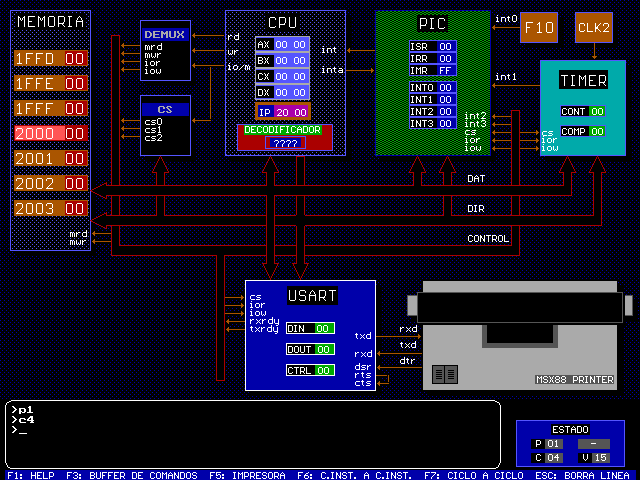 MEMORIA
1FFD 00
1FFE 00
1FFF 00
2000 00
2001 00
2002 00
2003 00
mrd
mwr
DEMUX
mrd
mwr
ior
iow
CS
cs0
cs1
cs2
rd
wr
io/m
CPU
AX 00 00
BX 00 00
CX 00 00
DX 00 00
IP 20 00
DECODIFICADOR
????
int
inta
PIC
ISR 00
IRR 00
IMR FF
INT0 00
INT1 00
INT2 00
INT3 00
int0
F10
CLK2
int1
int2
int3
cs
ior
iow
TIMER
CONT 00
COMP 00
cs
ior
iow
DAT
DIR
CONTROL
USART
cs
ior
iow
rxrdy
txrdy
DIN 00
DOUT 00
CTRL 00
txd
rxd
dsr
rts
cts
rxd
txd
dtr
MSX88 PRINTER
>p1
>c4
>_
ESTADO
P 01 -
C 04 V 15
F1: HELP F3: BUFFER DE COMANDOS F5: IMPRESORA F6: C.INST. A C.INST. F7: CICLO A CICLO ESC: BORRA LINEA